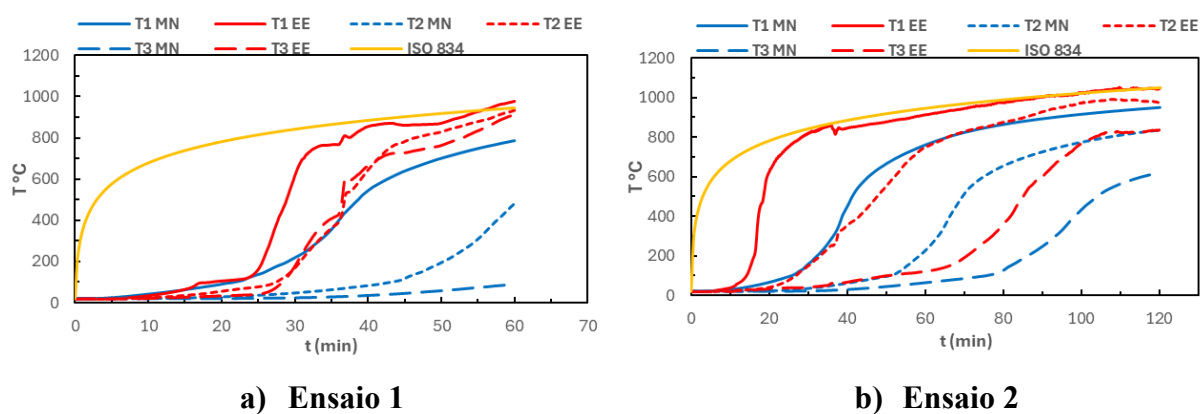 T1 MN T1 EE T2 MN T2 EE
T3 MN T3 EE ISO 834
1200
1000
800
600
400
200
0
T ºC
0 10 20 30 40 50 60 70
t (min)
a) Ensaio 1
T1 MN T1 EE T2 MN T2 EE
T3 MN T3 EE ISO 834
1200
1000
800
600
400
200
0
T ºC
0 20 40 60 80 100 120
t (min)
b) Ensaio 2